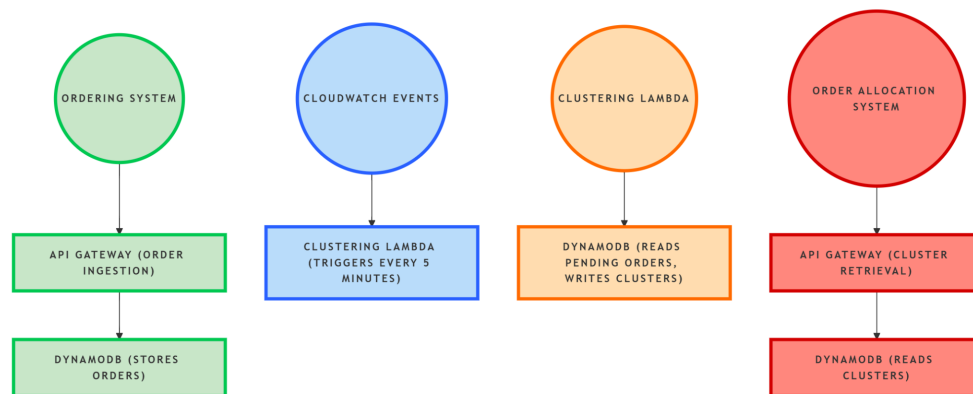 ORDERING SYSTEM
CLOUDWATCH EVENTS
CLUSTERING LAMBDA
ORDER ALLOCATION
SYSTEM
API GATEWAY (ORDER
INGESTION)
CLUSTERING LAMBDA
(TRIGGERS EVERY 5
MINUTES)
DYNAMODB (READS
PENDING ORDERS,
WRITES CLUSTERS)
API GATEWAY (CLUSTER
RETRIEVAL)
DYNAMODB (STORES
ORDERS)
DYNAMODB (READS
CLUSTERS)